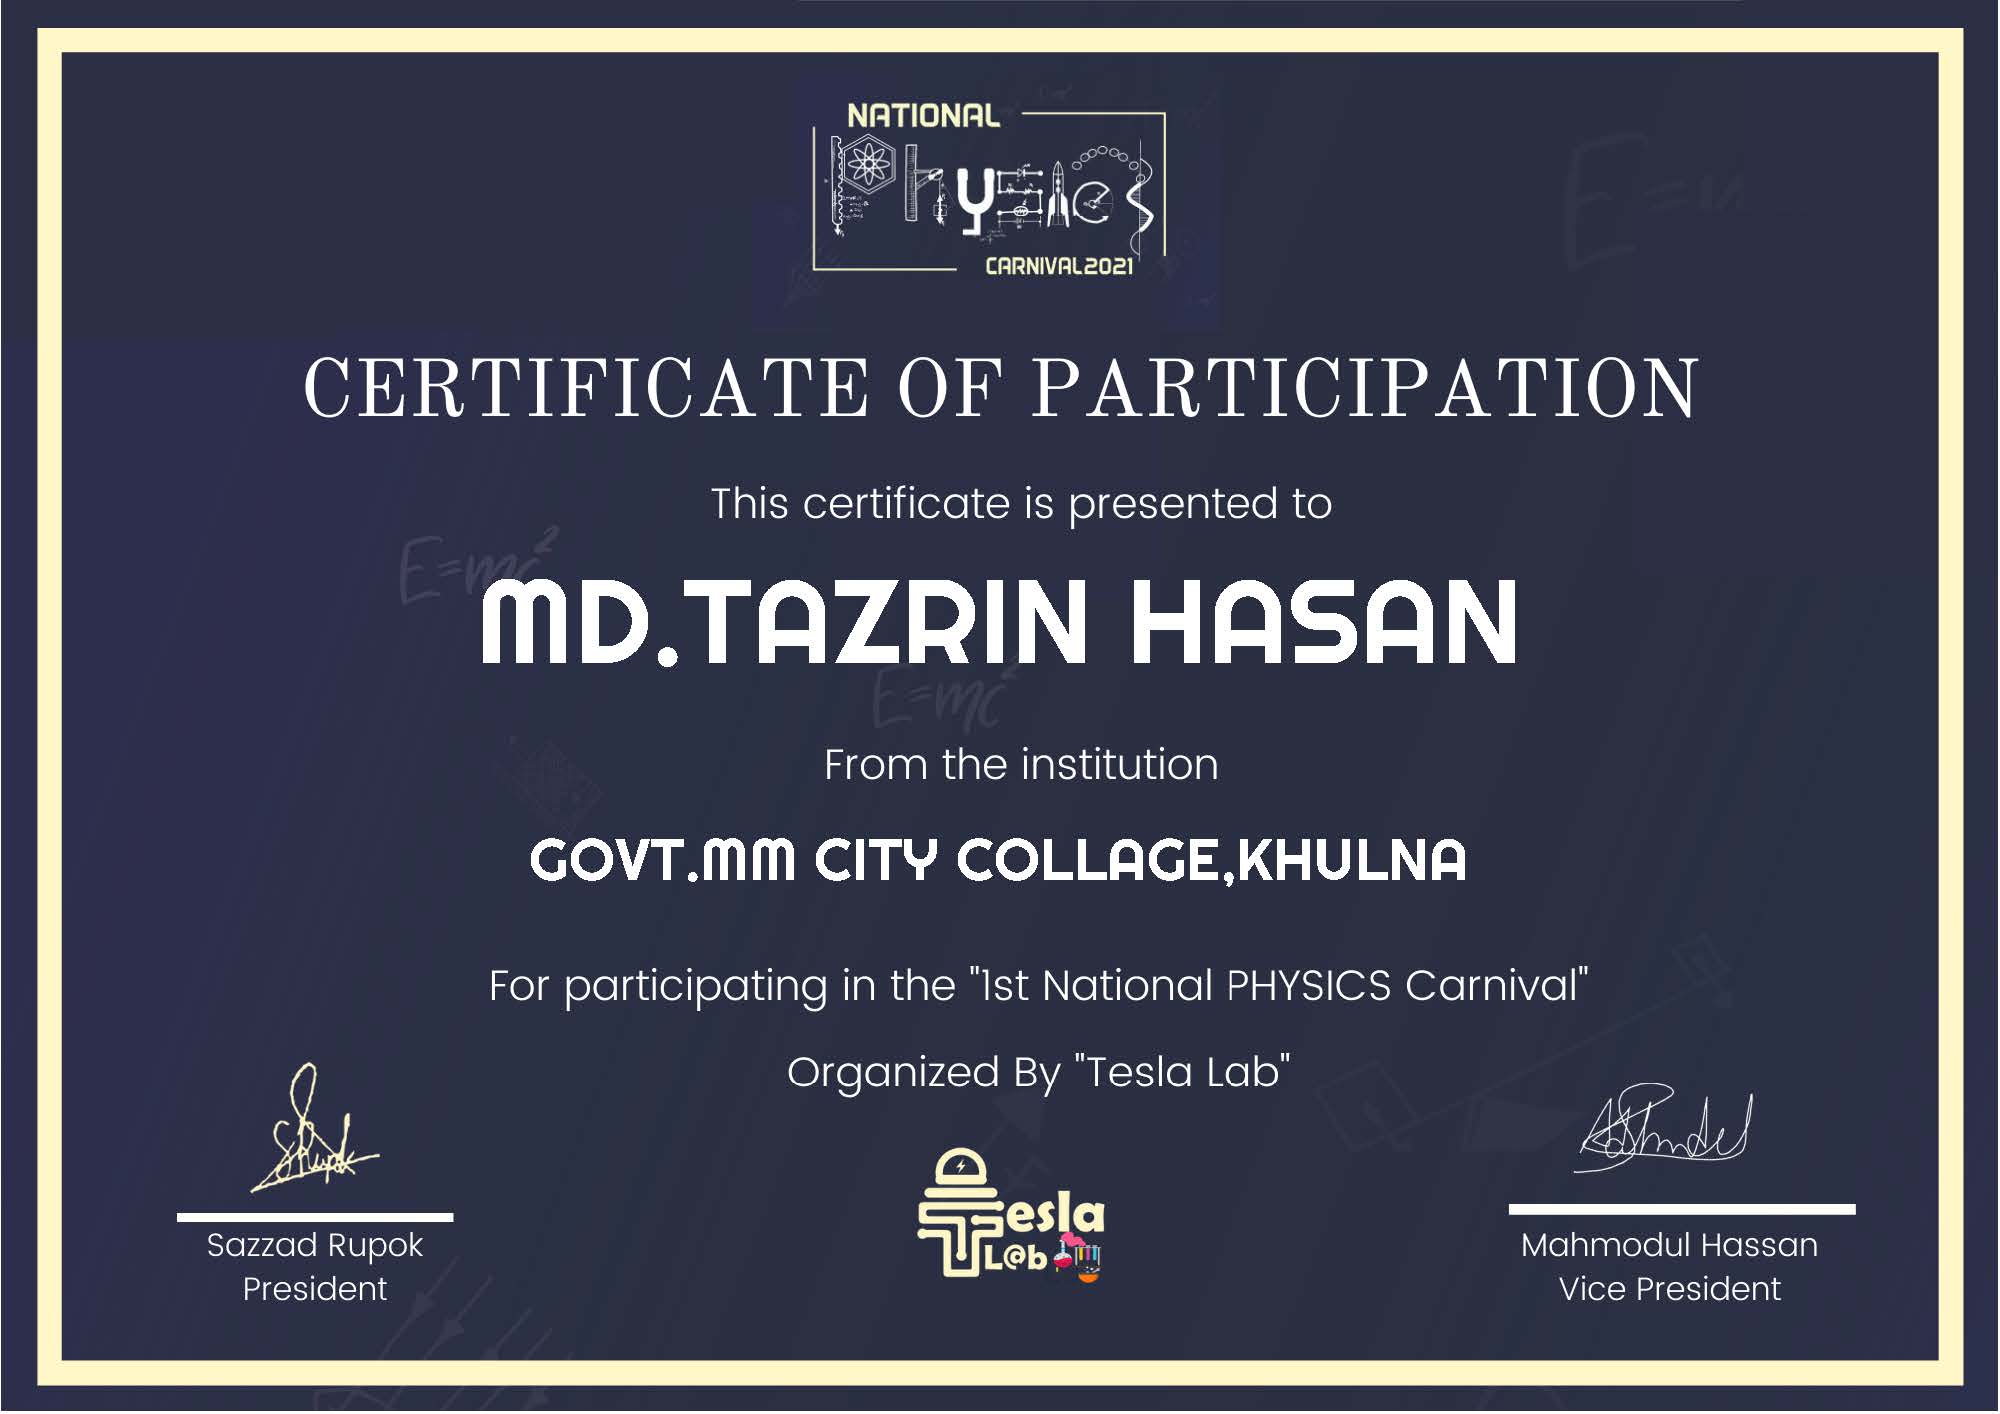 NATIONAL
Physics
CARNIVAL2021
CERTIFICATE OF PARTICIPATION
This certificate is presented to
E=mc²
MD.TAZRIN HASAN
E=mc²
From the institution
GOVT.MM CITY COLLAGE,KHULNA
For participating in the "1st National PHYSICS Carnival"
Organized By "Tesla Lab"
Tesla
L@b
Sazzad Rupok
President
Mahmodul Hassan
Vice President